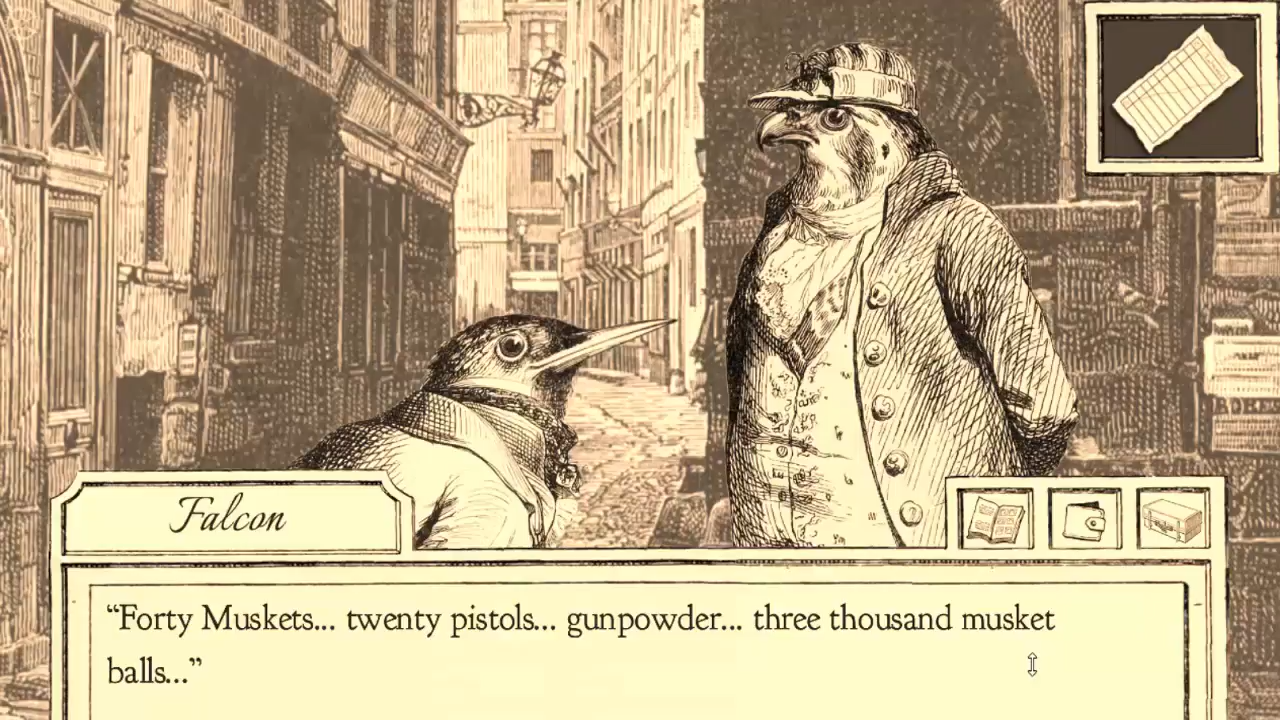 Falcon
“Forty Muskets... twenty pistols... gunpowder... three thousand musket
balls...”